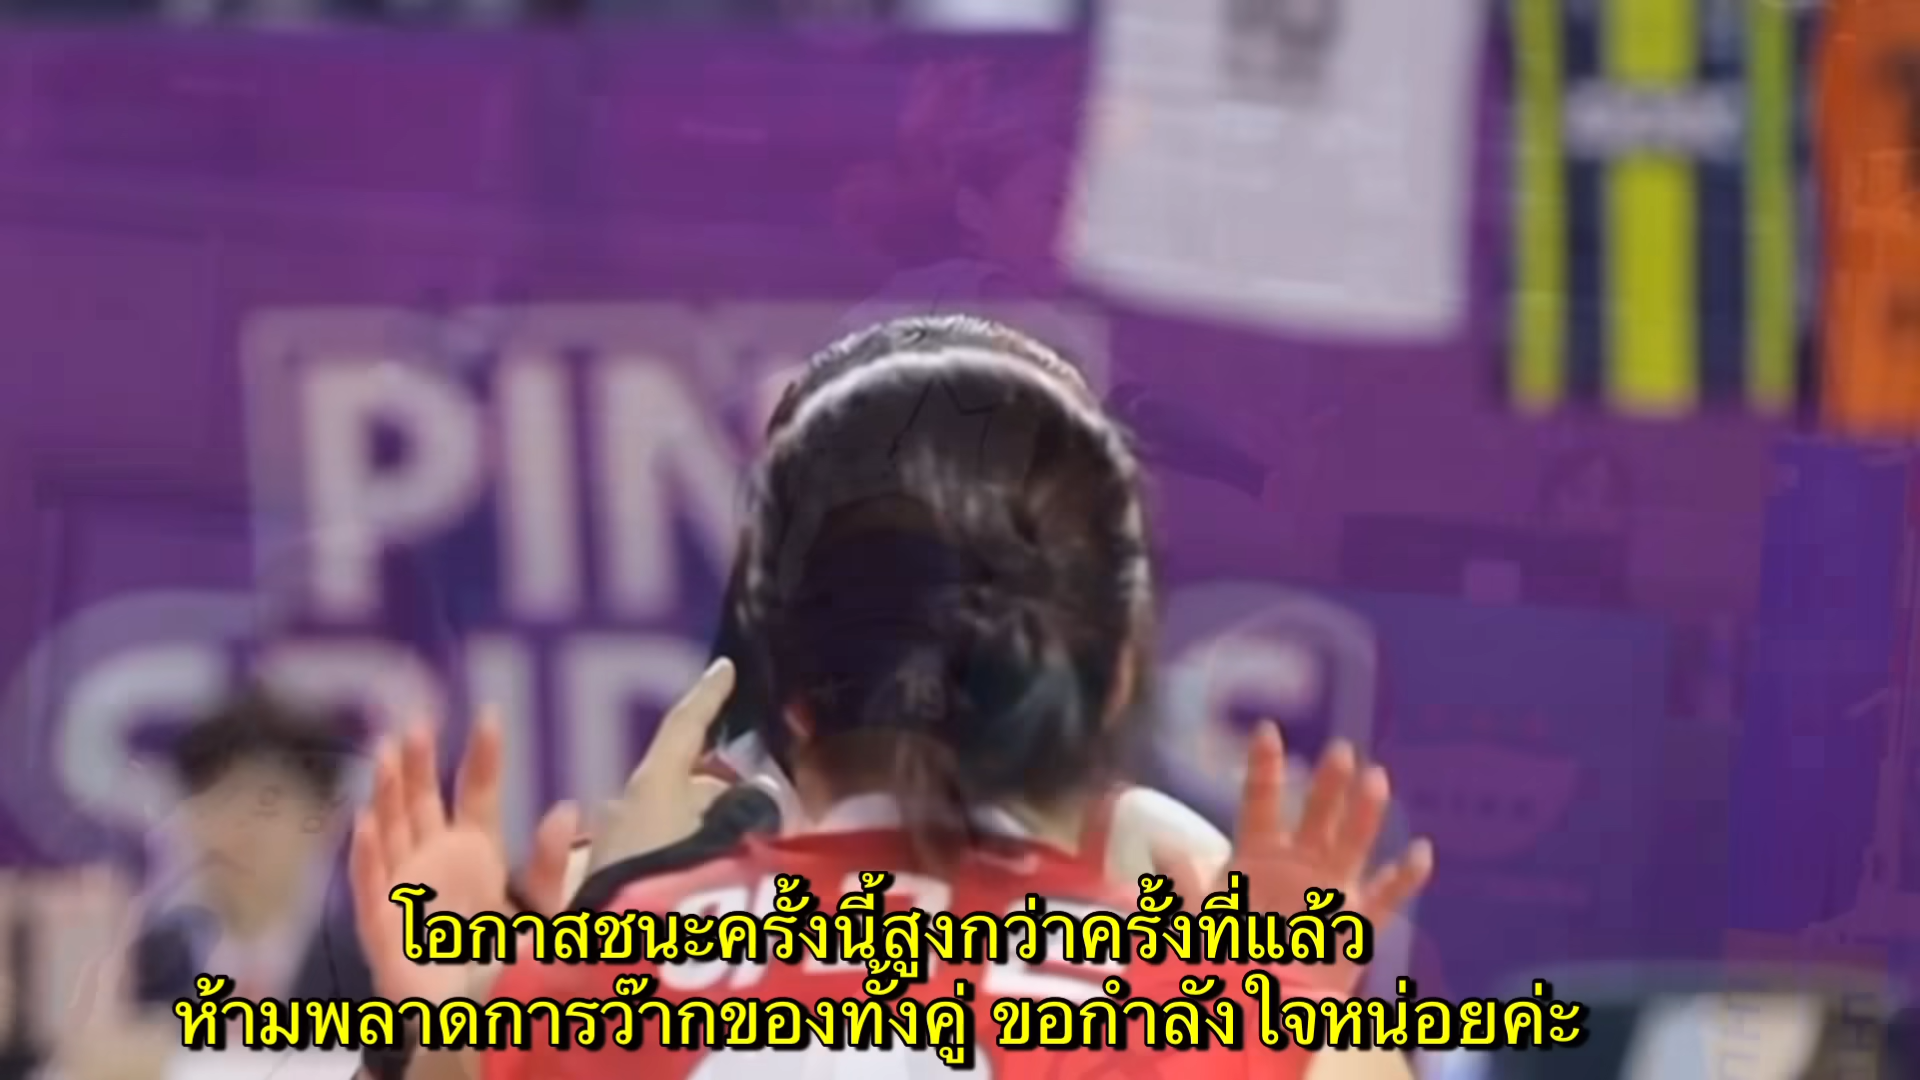 PIN
SPID S
โอกาสชนะครั้งนี้สูงกว่าครั้งที่แล้ว
ห้ามพลาดการว๊ากของทั้งคู่ ขอกำลังใจหน่อยค่ะ